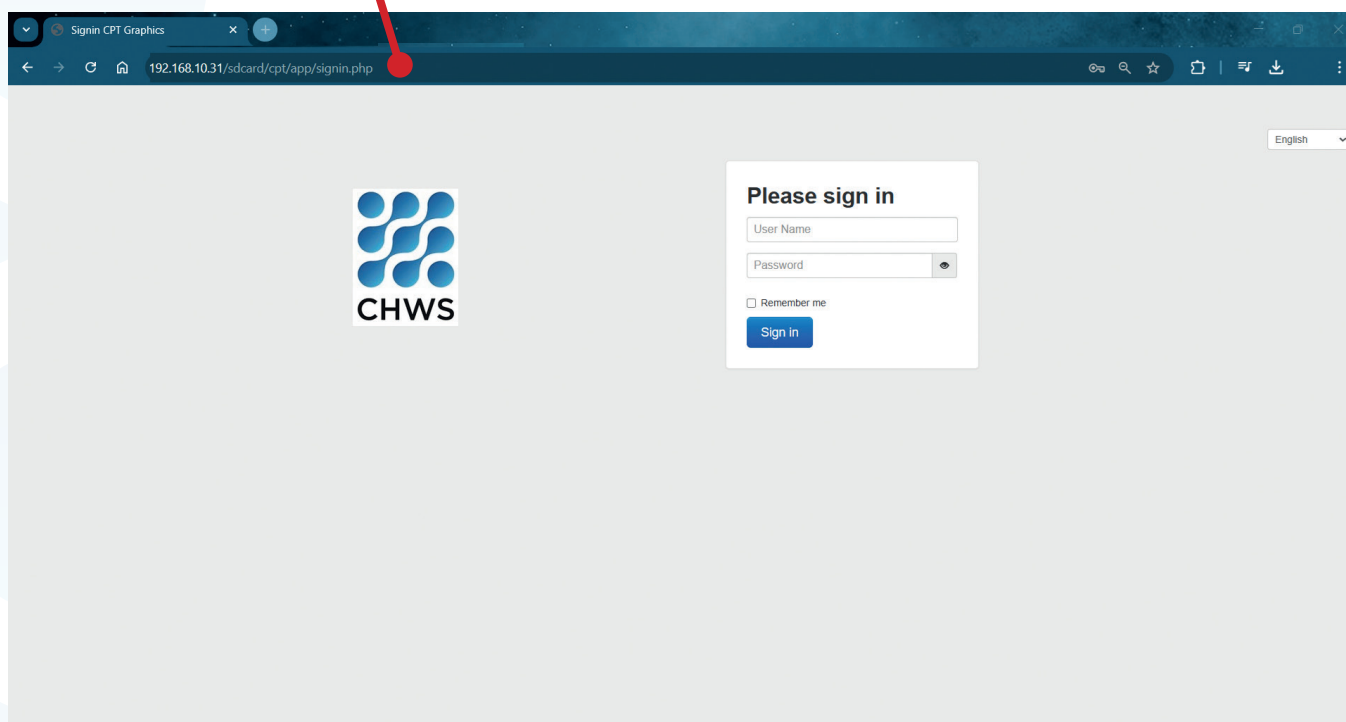 Signin CPT Graphics
192.168.10.31/sdcard/cpt/app/signin.php
English
Please sign in
User Name
Password
Remember me
Sign in
CHWS